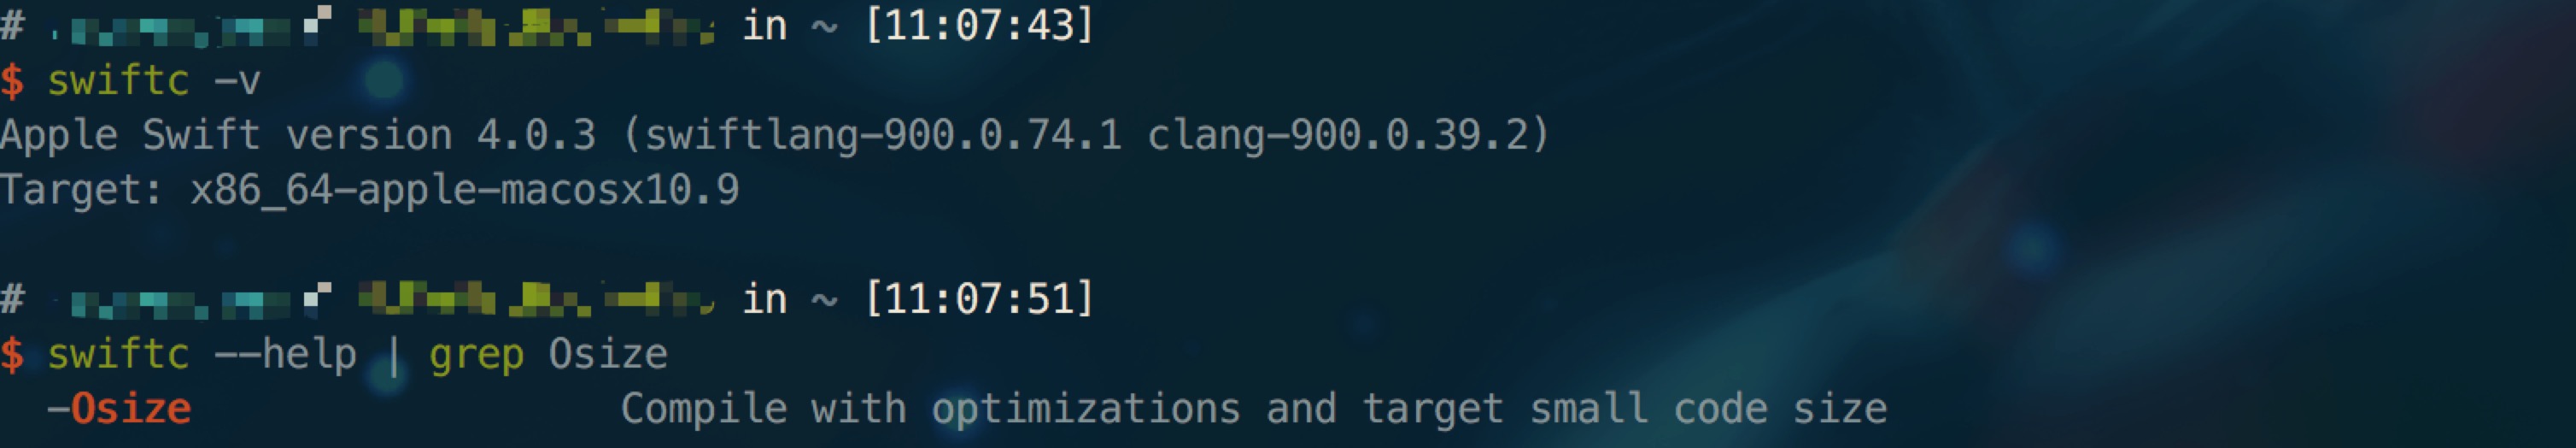 # in ~ [11:07:43]
$ swiftc -v
Apple Swift version 4.0.3 (swiftlang-900.0.74.1 clang-900.0.39.2)
Target: x86_64-apple-macosx10.9
# in ~ [11:07:51]
$ swiftc --help | grep Osize
-Osize Compile with optimizations and target small code size